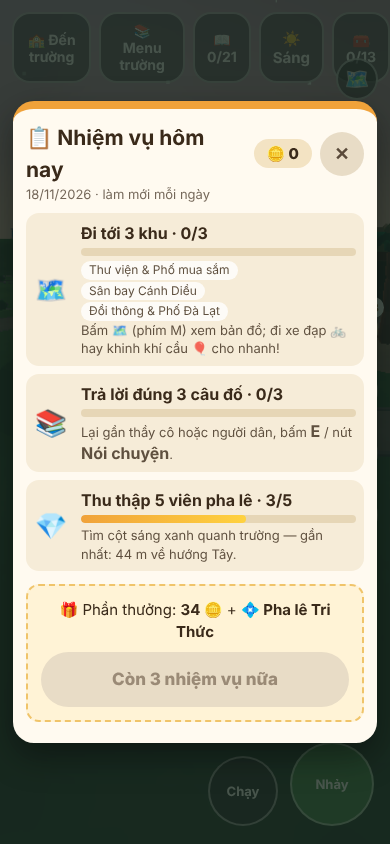 Đến
trường
Menu
trường
0/21
Sáng
0/13
Nhiệm vụ hôm
nay
0
✕
18/11/2026 · làm mới mỗi ngày
Đi tới 3 khu · 0/3
Thư viện & Phố mua sắm
Sân bay Cánh Diều
Đồi thông & Phố Đà Lạt
Bấm 🗺️ (phím M) xem bản đồ; đi xe đạp 🚲
hay khinh khí cầu 🎈 cho nhanh!
Trả lời đúng 3 câu đố · 0/3
Lại gần thầy cô hoặc người dân, bấm E / nút
Nói chuyện.
Thu thập 5 viên pha lê · 3/5
Tìm cột sáng xanh quanh trường — gần
nhất: 44 m về hướng Tây.
🎁 Phần thưởng: 34 🪙 + 💠 Pha lê Tri
Thức
Còn 3 nhiệm vụ nữa
Chạy
Nhảy